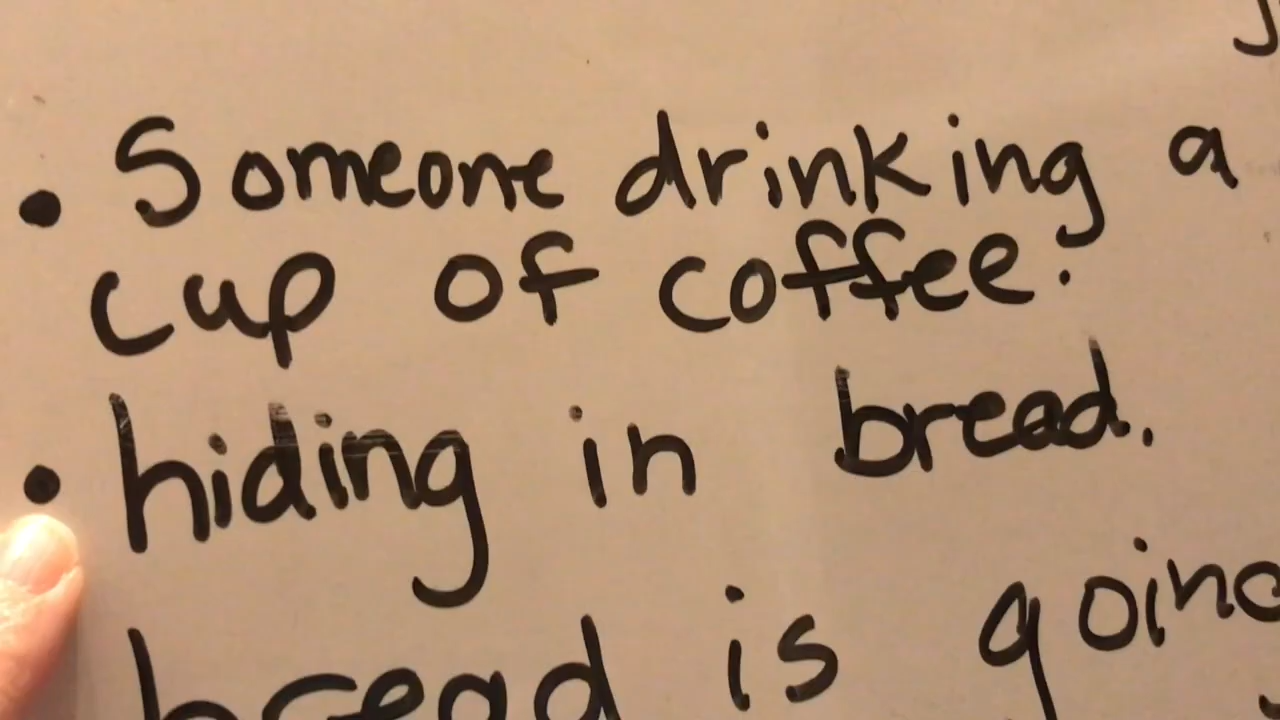 • Someone drinking a
cup of coffee.
• hiding in bread.
bread is going